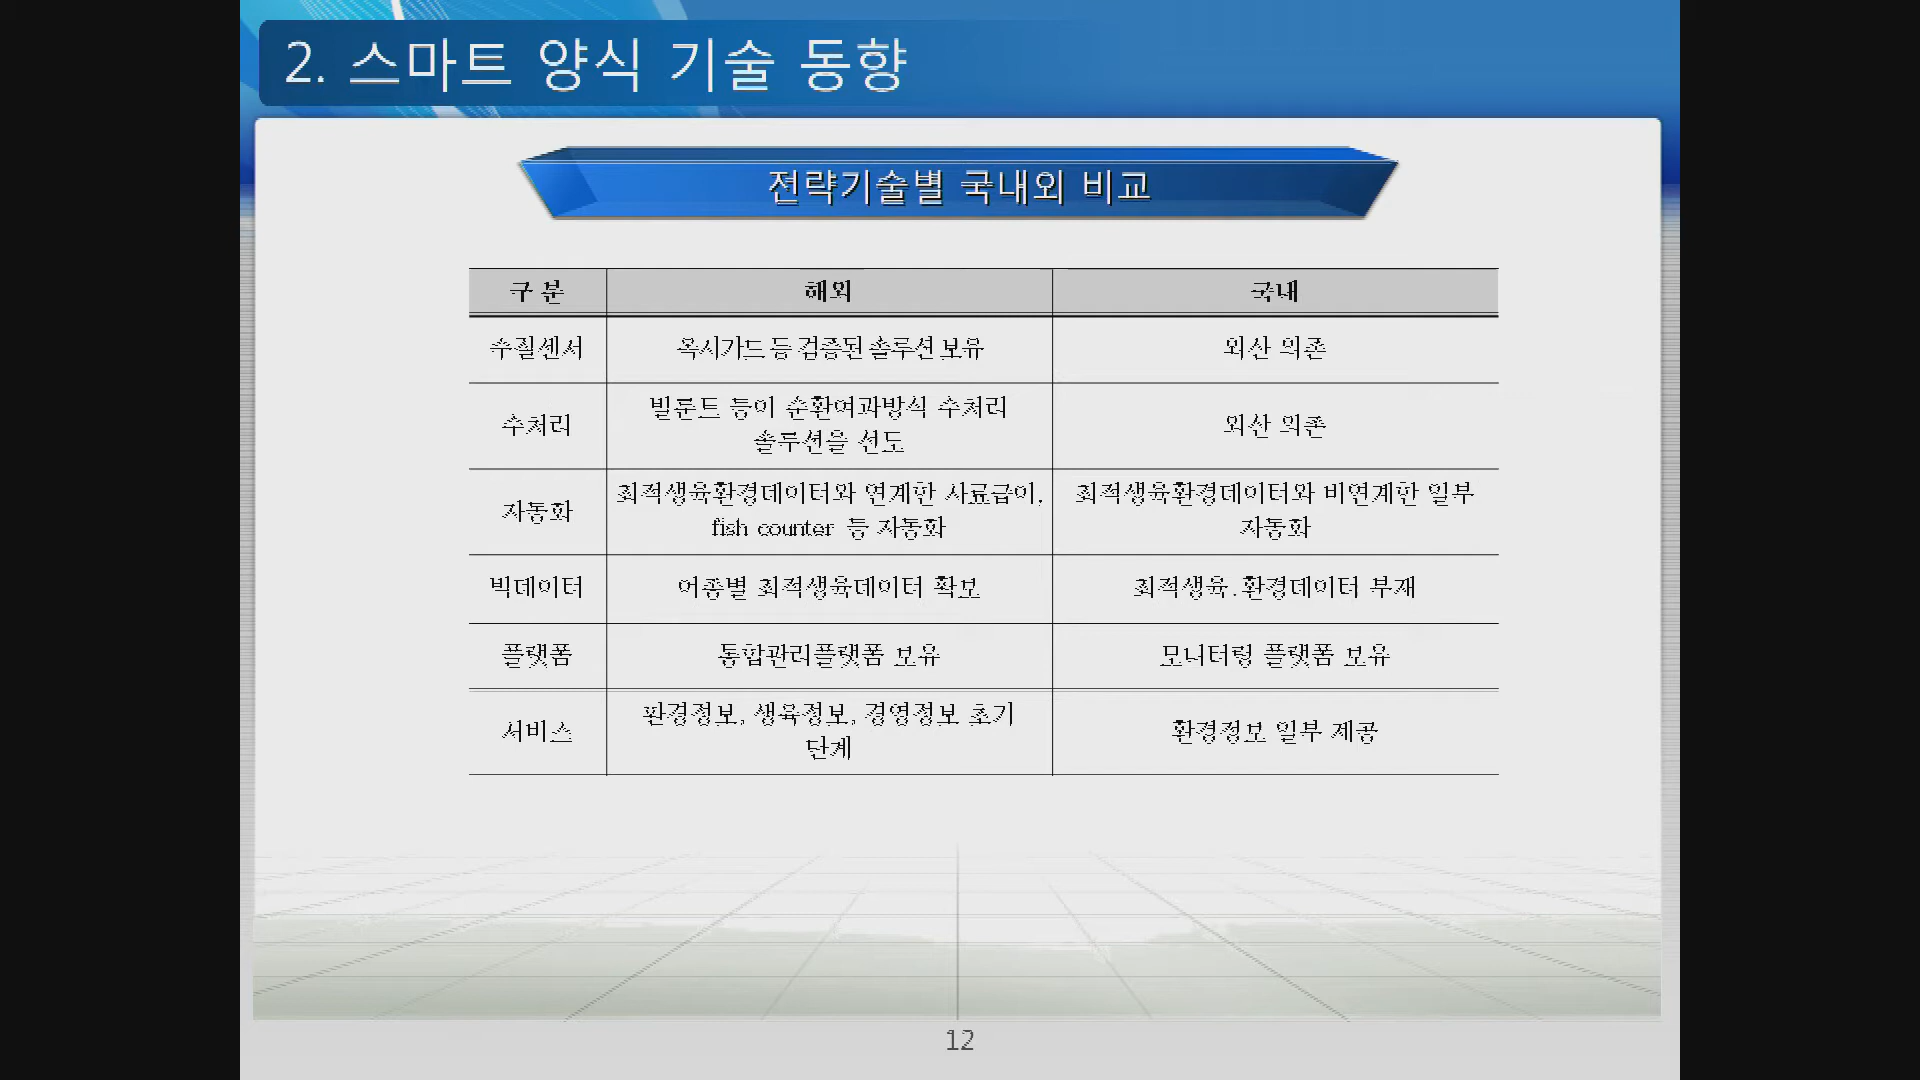 2. 스마트 양식 기술 동향
전략기술별 국내외 비교
구 분 해외 국내
수질센서 옥시가드 등 검증된 솔루션 보유 외산 의존
빌룬트 등이 순환여과방식 수처리
수처리 외산 의존
솔루션을 선도
최적생육환경데이터와 연계한 사료급이, 최적생육환경데이터와 비연계한 일부
자동화
fish counter 등 자동화 자동화
빅데이터 어종별 최적생육데이터 확보 최적생육.환경데이터 부재
플랫폼 통합관리플랫폼 보유 모니터링 플랫폼 보유
환경정보, 생육정보, 경영정보 초기
서비스 환경정보 일부 제공
단계
12